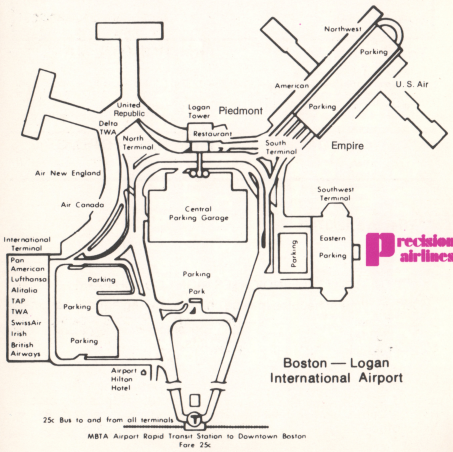 Northwest
Parking
U. S. Air
American
Parking
United
Republic
Logan
Tower
Piedmont
Restaurant
Delta
TWA
North
Terminal
South
Terminal
Empire
Air New England
Southwest
Terminal
Air Canada
Central
Parking Garage
International
Terminal
Eastern
Parking
Parking
Precision
airlines
Pan
American
Lufthansa
Alitalia
TAP
TWA
SwissAir
Irish
British
Airways
Parking
Parking
Parking
Parking
Park
Boston — Logan
International Airport
Airport
Hilton
Hotel
T
25c Bus to and from all terminals
MBTA Airport Rapid Transit Station to Downtown Boston
Fare 25c